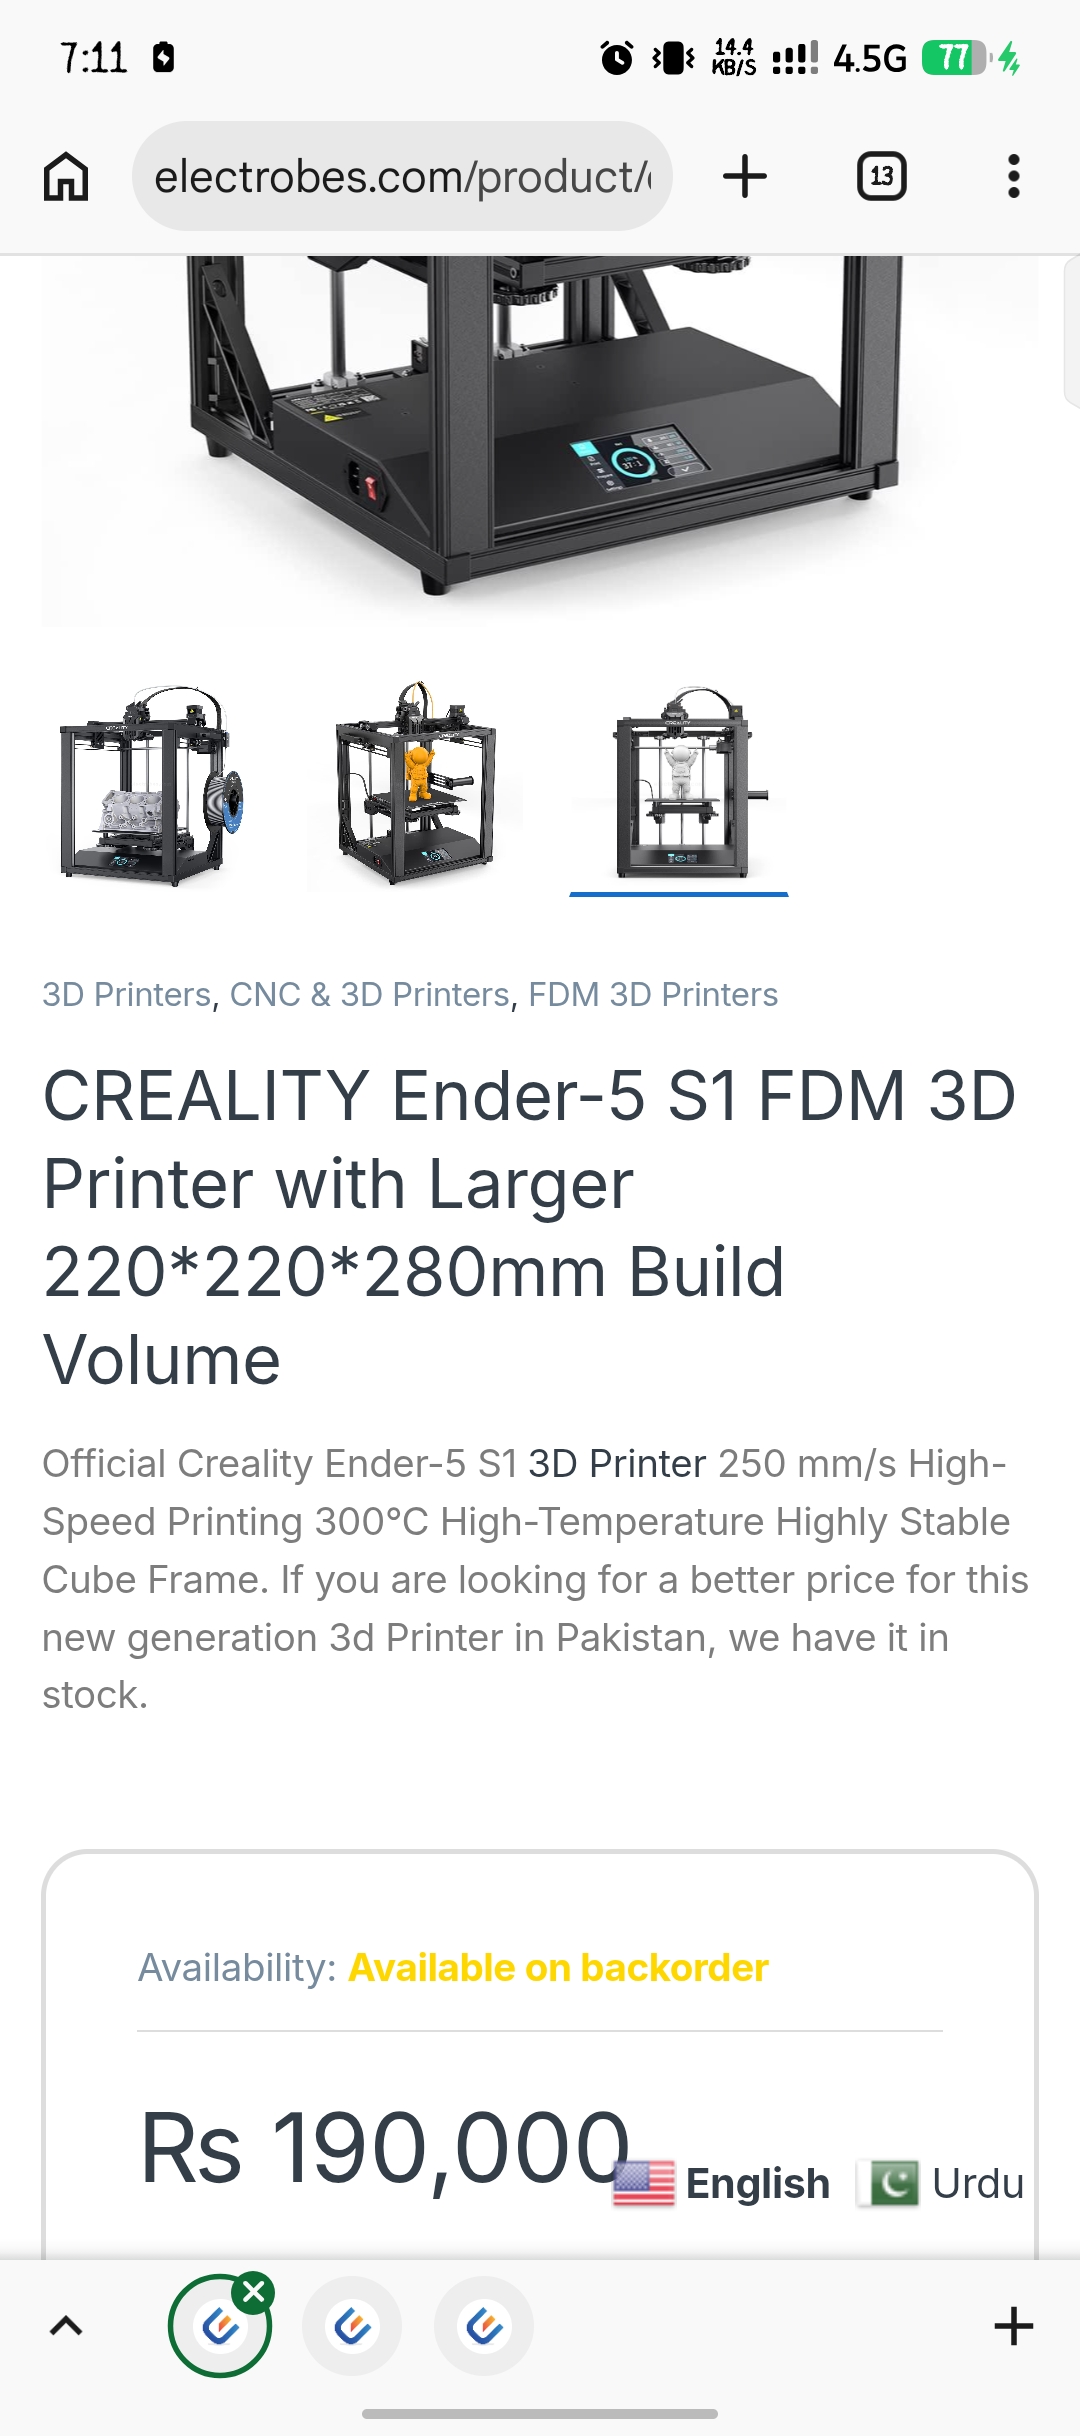 7:11
14.4
KB/S
4.5G
77
electrobes.com/product/
13
3D Printers, CNC & 3D Printers, FDM 3D Printers
CREALITY Ender-5 S1 FDM 3D
Printer with Larger
220*220*280mm Build
Volume
Official Creality Ender-5 S1 3D Printer 250 mm/s High-
Speed Printing 300°C High-Temperature Highly Stable
Cube Frame. If you are looking for a better price for this
new generation 3d Printer in Pakistan, we have it in
stock.
Availability: Available on backorder
Rs 190,000
English
Urdu